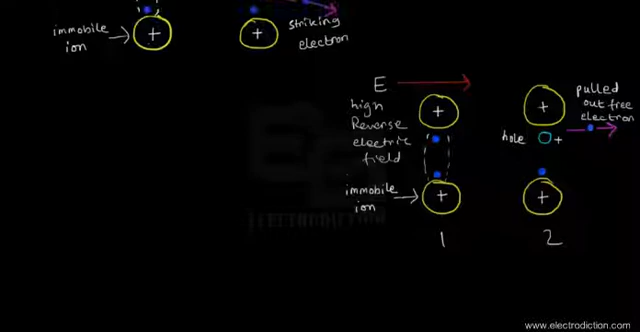 immobile
ion
+
+
striking
electron
E
high
Reverse
electric
field
+
+
pulled
out free
electron
hole
+
immobile
ion
+
+
1
2
www.electrodiction.com